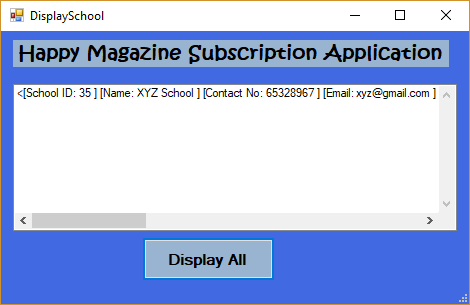 DisplaySchool
Happy Magazine Subscription Application
<[School ID: 35 ] [Name: XYZ School ] [Contact No: 65328967 ] [Email: xyz@gmail.com ]
Display All